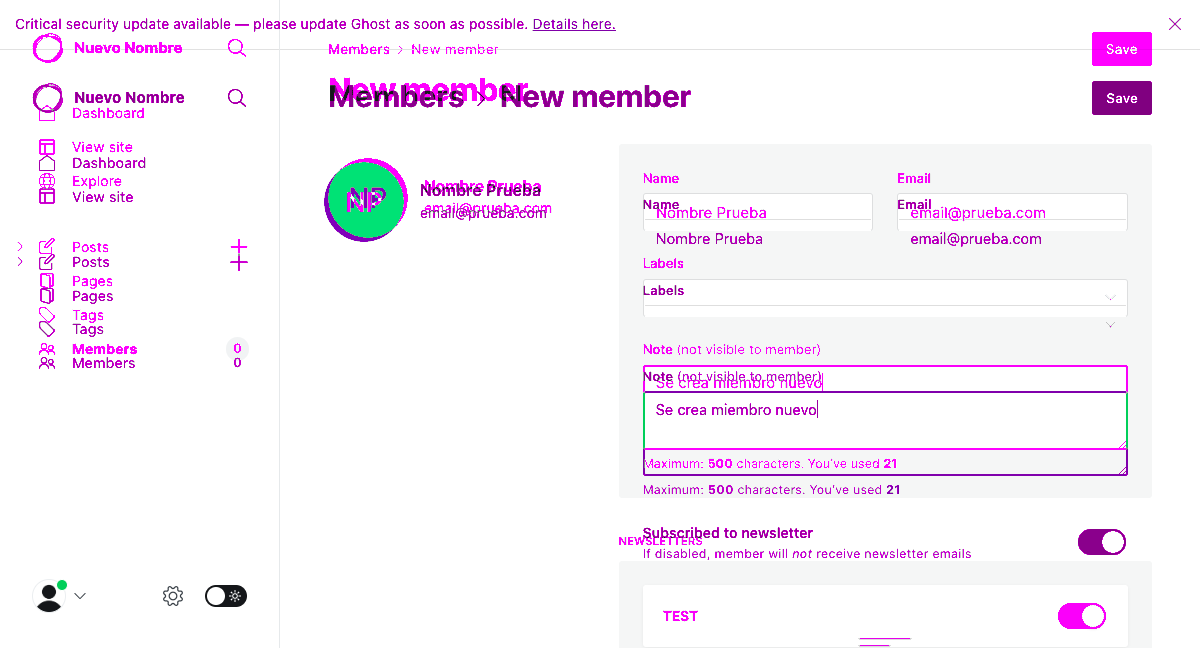 Critical security update available — please update Ghost as soon as possible. Details here.
Nuevo Nombre
Members > New member
Save
New member
Nuevo Nombre
Members > New member
Save
Dashboard
View site
Dashboard
Explore
View site
Posts
Posts
Pages
Pages
Tags
Tags
Members 0
Members 0
NP
NP
Nombre Prueba
Nombre Prueba
email@prueba.com
email@prueba.com
Name Email
Name Email
Nombre Prueba email@prueba.com
Nombre Prueba email@prueba.com
Labels
Labels
Note (not visible to member)
Note (not visible to member)
Se crea miembro nuevo
Se crea miembro nuevo
Maximum: 500 characters. You've used 21
Maximum: 500 characters. You've used 21
Subscribed to newsletter
NEWSLETTERS
If disabled, member will not receive newsletter emails
TEST